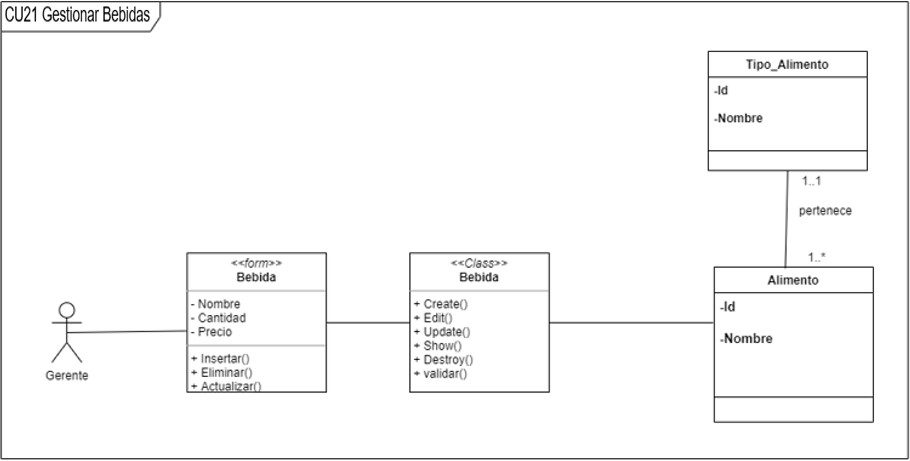 CU21 Gestionar Bebidas
Tipo_Alimento
-Id
-Nombre
1..1
pertenece
1..*
Alimento
-Id
-Nombre
<<form>>
Bebida
- Nombre
- Cantidad
- Precio
+ Insertar()
+ Eliminar()
+ Actualizar()
<<Class>>
Bebida
+ Create()
+ Edit()
+ Update()
+ Show()
+ Destroy()
+ validar()
Gerente